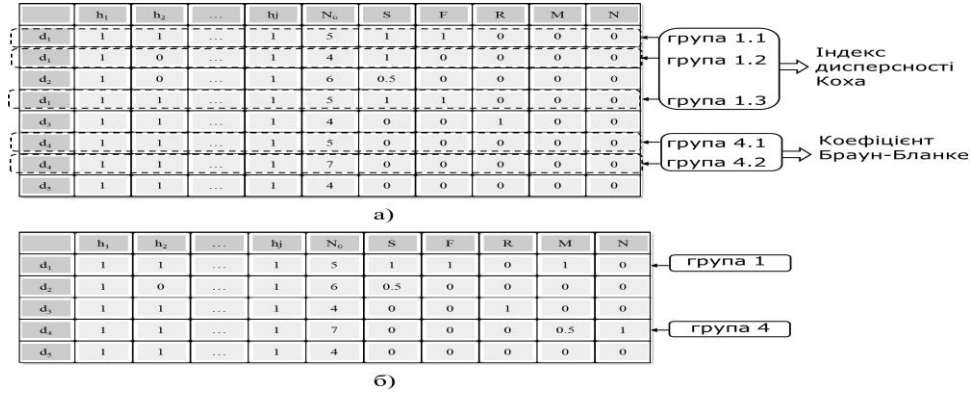 h₁ h₂ ... hj N₀ S F R M N
d₁ 1 1 ... 1 5 1 1 0 0 0 група 1.1
d₁ 1 0 ... 1 4 1 0 0 0 0 група 1.2
d₂ 1 0 ... 1 6 0.5 0 0 0 0
d₁ 1 1 ... 1 5 1 1 0 0 0 група 1.3
Індекс
дисперсності
Коха
d₃ 1 1 ... 1 4 0 0 1 0 0
d₄ 1 1 ... 1 5 0 0 0 0 0 група 4.1
d₄ 1 1 ... 1 7 0 0 0 0 0 група 4.2
Коефіцієнт
Браун-Бланке
d₅ 1 1 ... 1 4 0 0 0 0 0
а)
h₁ h₂ ... hj N₀ S F R M N
d₁ 1 1 ... 1 5 1 1 0 1 0 група 1
d₂ 1 0 ... 1 6 0.5 0 0 0 0
d₃ 1 1 ... 1 4 0 0 1 0 0
d₄ 1 1 ... 1 7 0 0 0 0.5 1 група 4
d₅ 1 1 ... 1 4 0 0 0 0 0
б)